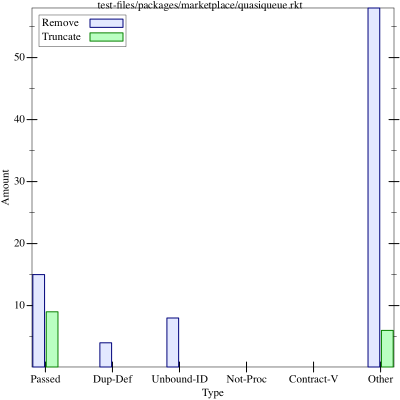 test-files/packages/marketplace/quasiqueue.rkt
Remove
Truncate
50
40
30
20
10
Amount
Passed Dup-Def Unbound-ID Not-Proc Contract-V Other
Type